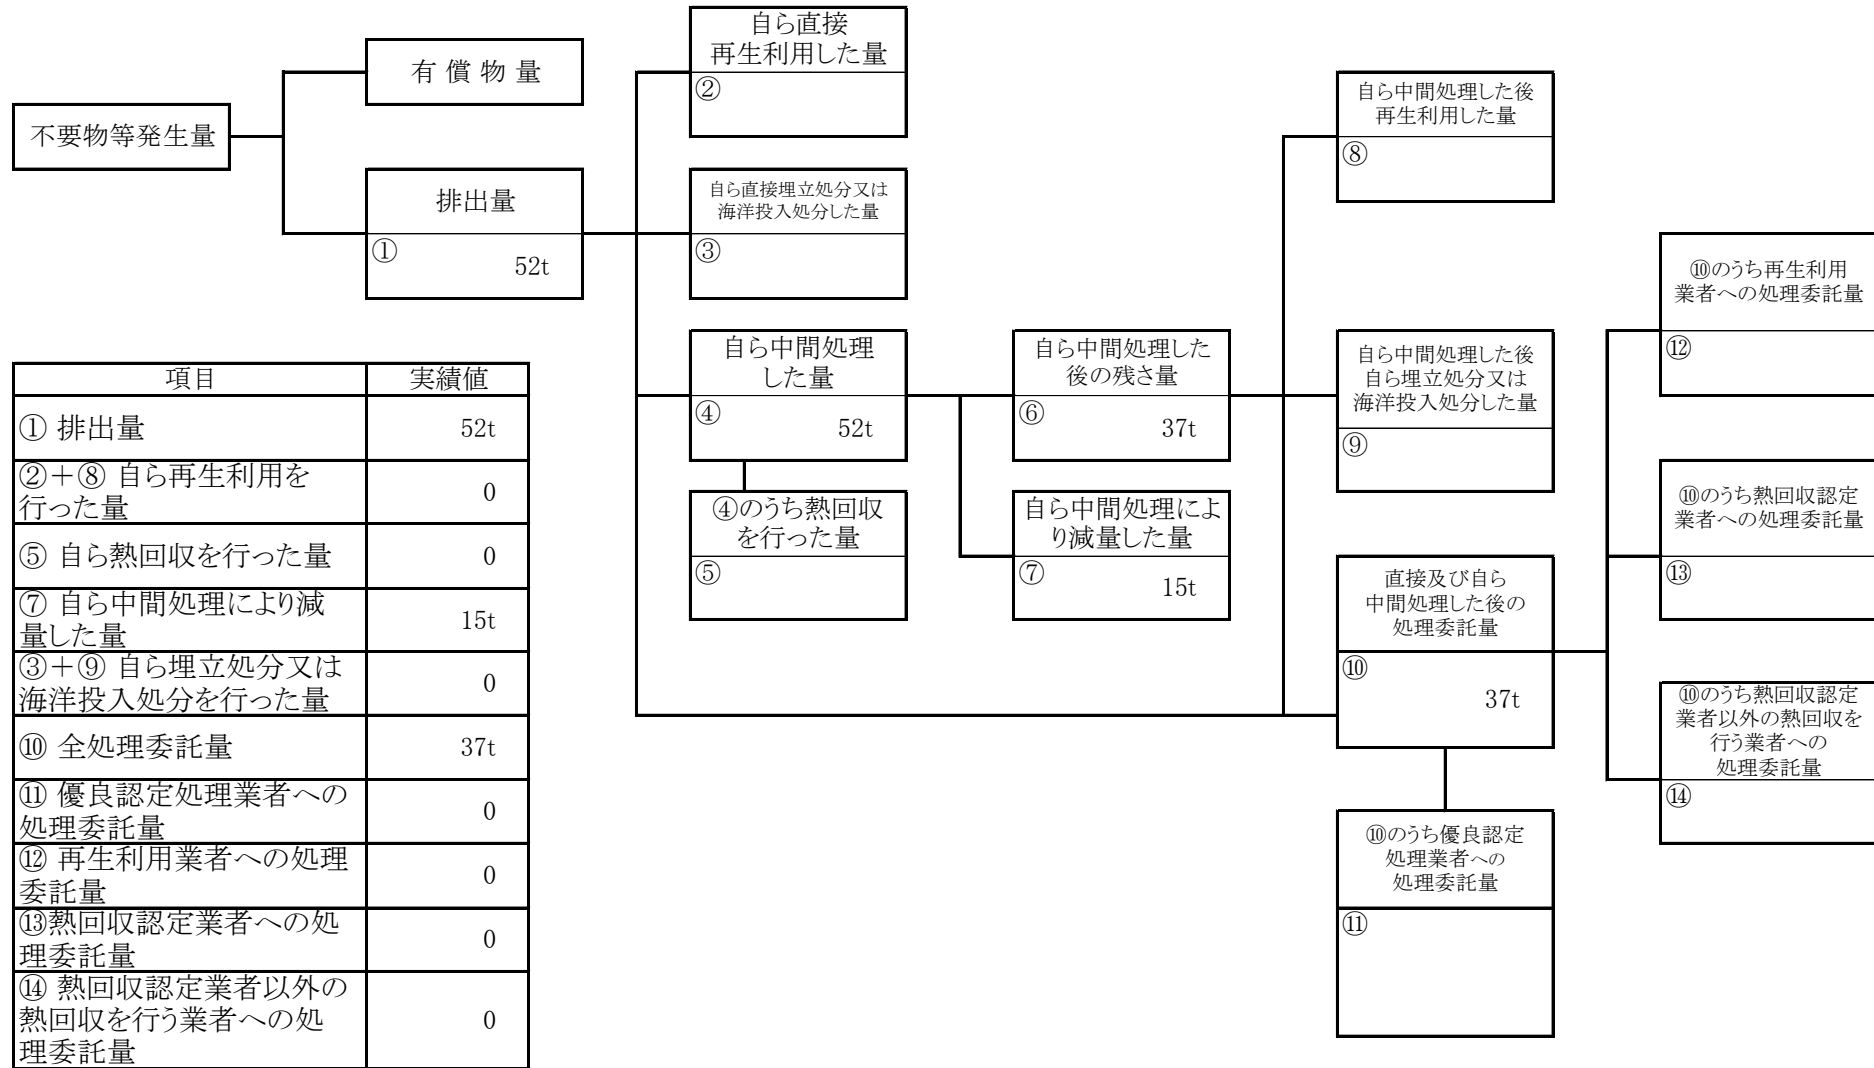 不要物等発生量
有 償 物 量
排出量
①
52t
自ら直接
再生利用した量
②
自ら直接埋立処分又は
海洋投入処分した量
③
自ら中間処理
した量
④
52t
④のうち熱回収
を行った量
⑤
自ら中間処理した
後の残さ量
⑥
37t
自ら中間処理によ
り減量した量
⑦
15t
自ら中間処理した後
再生利用した量
⑧
自ら中間処理した後
自ら埋立処分又は
海洋投入処分した量
⑨
直接及び自ら
中間処理した後の
処理委託量
⑩
37t
⑩のうち優良認定
処理業者への
処理委託量
⑪
⑩のうち再生利用
業者への処理委託量
⑫
⑩のうち熱回収認定
業者への処理委託量
⑬
⑩のうち熱回収認定
業者以外の熱回収を
行う業者への
処理委託量
⑭
項目 実績値
① 排出量 52t
②＋⑧ 自ら再生利用を
行った量 0
⑤ 自ら熱回収を行った量 0
⑦ 自ら中間処理により減
量した量 15t
③＋⑨ 自ら埋立処分又は
海洋投入処分を行った量 0
⑩ 全処理委託量 37t
⑪ 優良認定処理業者への
処理委託量 0
⑫ 再生利用業者への処理
委託量 0
⑬熱回収認定業者への処
理委託量 0
⑭ 熱回収認定業者以外の
熱回収を行う業者への処
理委託量 0